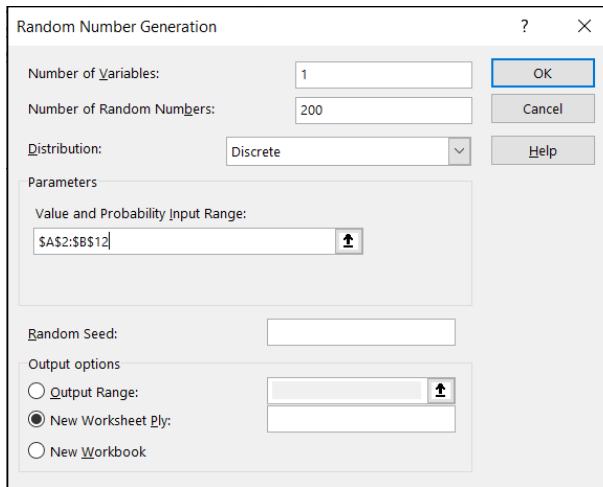 Random Number Generation ? ×
Number of Variables: 1 OK
Number of Random Numbers: 200 Cancel
Distribution: Discrete Help
Parameters
Value and Probability Input Range:
$A$2:$B$12
Random Seed:
Output options
Output Range:
New Worksheet Ply:
New Workbook